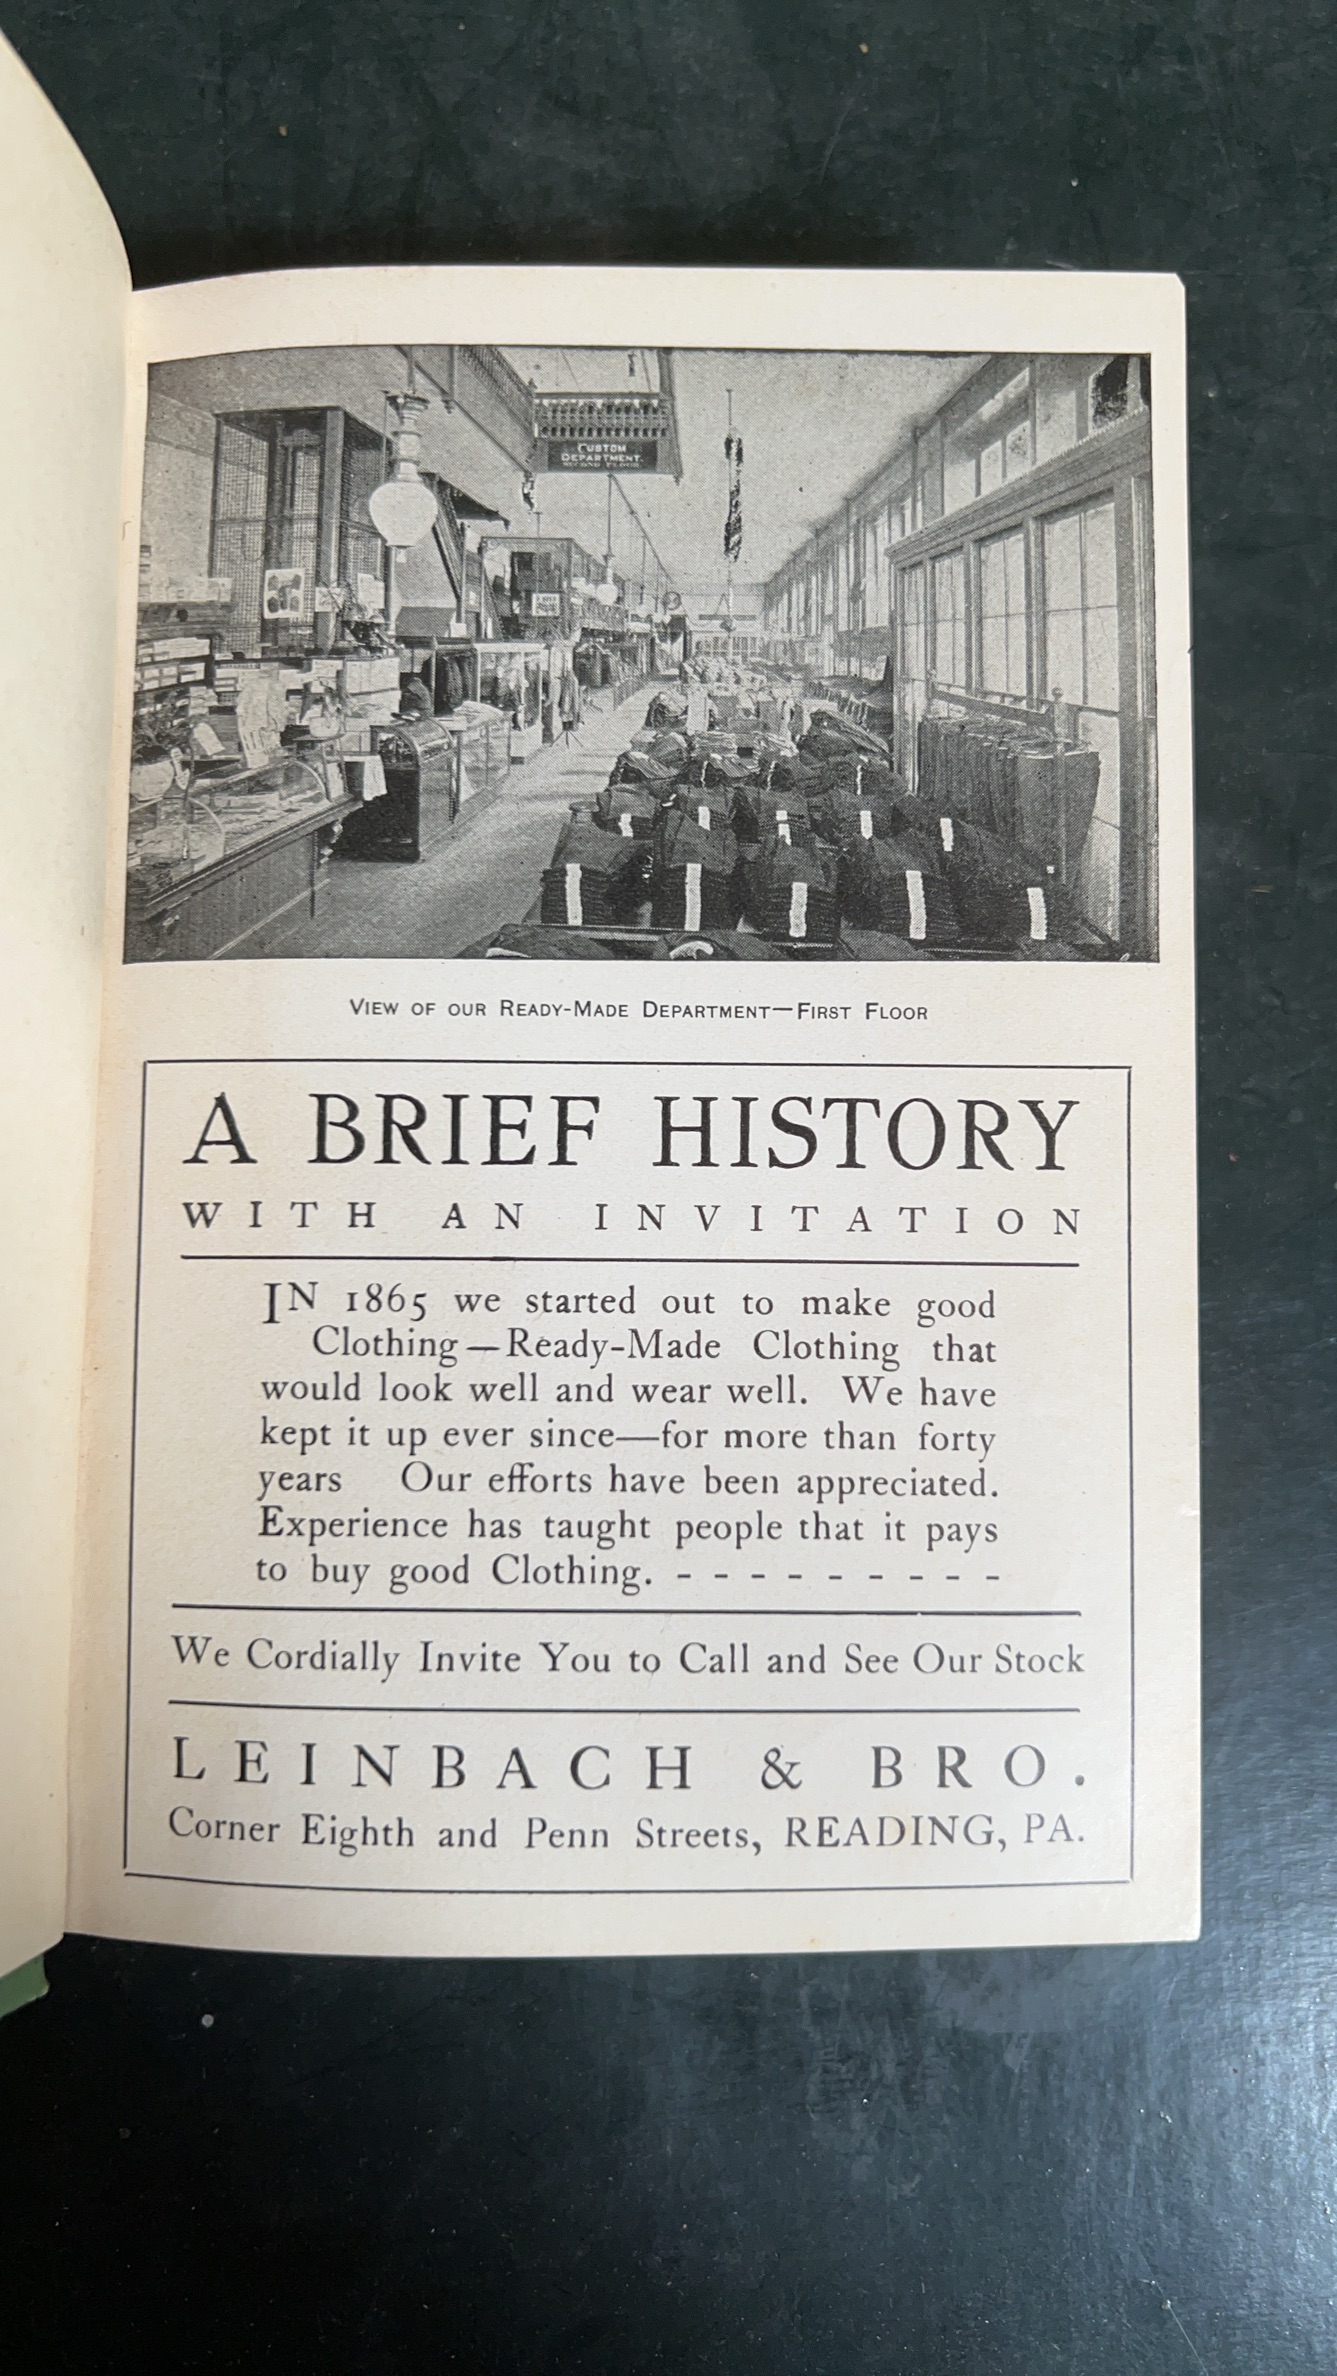 CUSTOM
DEPARTMENT.
SECOND FLOOR.
VIEW OF OUR READY-MADE DEPARTMENT—FIRST FLOOR
A BRIEF HISTORY
WITH AN INVITATION
IN 1865 we started out to make good
Clothing—Ready-Made Clothing that
would look well and wear well. We have
kept it up ever since—for more than forty
years Our efforts have been appreciated.
Experience has taught people that it pays
to buy good Clothing. - - - - - - - - -
We Cordially Invite You to Call and See Our Stock
LEINBACH & BRO.
Corner Eighth and Penn Streets, READING, PA.